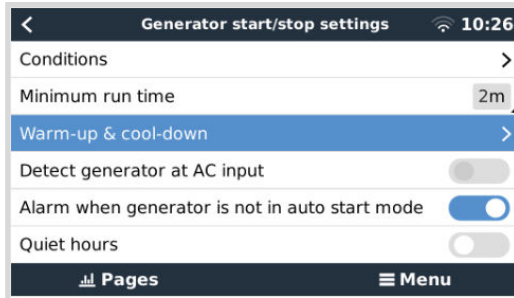 Generator start/stop settings 10:26
Conditions
Minimum run time 2m
Warm-up & cool-down
Detect generator at AC input
Alarm when generator is not in auto start mode
Quiet hours
Pages Menu